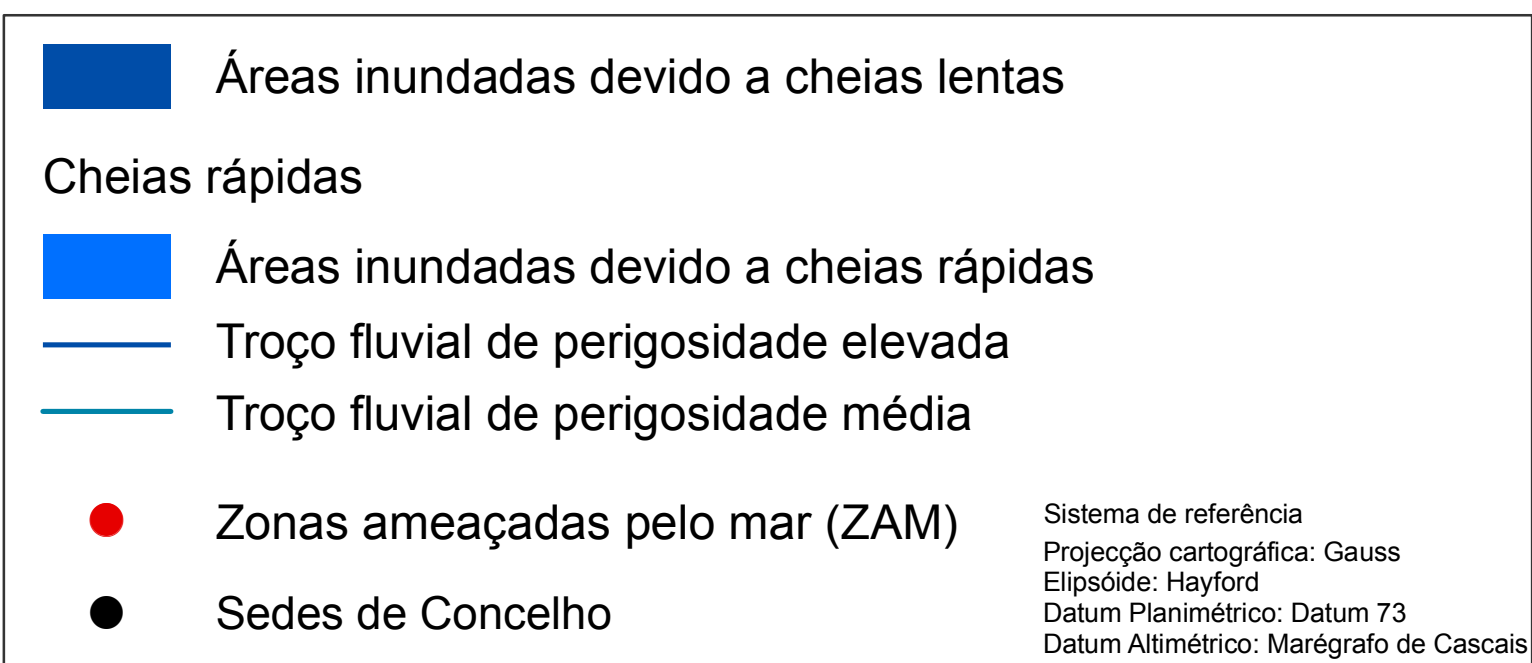 Áreas inundadas devido a cheias lentas
Cheias rápidas
Áreas inundadas devido a cheias rápidas
Troço fluvial de perigosidade elevada
Troço fluvial de perigosidade média
Zonas ameaçadas pelo mar (ZAM)
Sedes de Concelho
Sistema de referência
Projecção cartográfica: Gauss
Elipsóide: Hayford
Datum Planimétrico: Datum 73
Datum Altimétrico: Marégrafo de Cascais